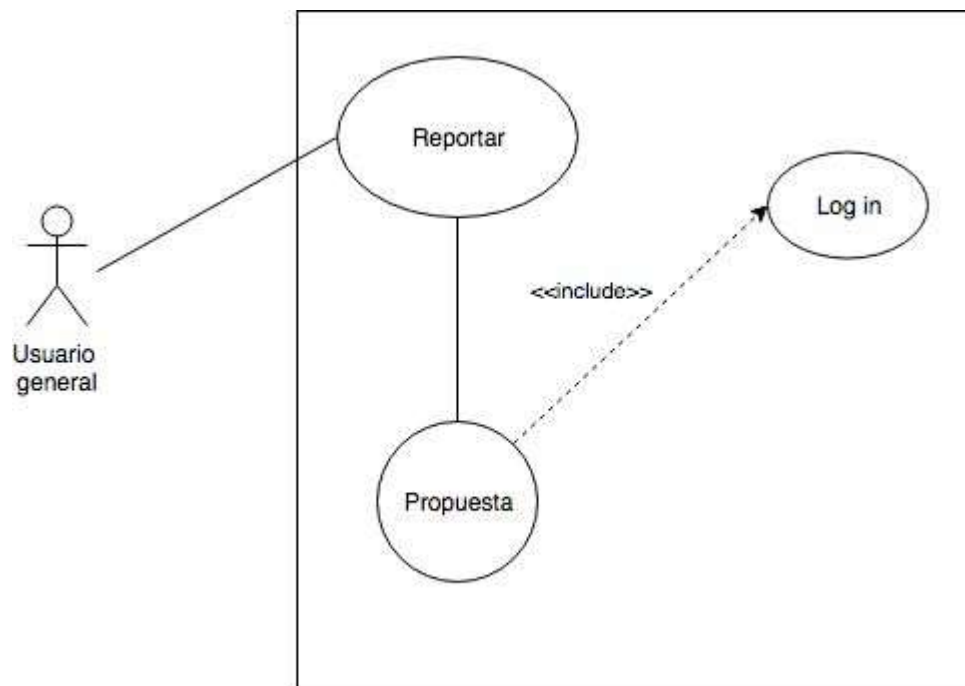 Reportar
Log in
<<include>>
Usuario
general
Propuesta